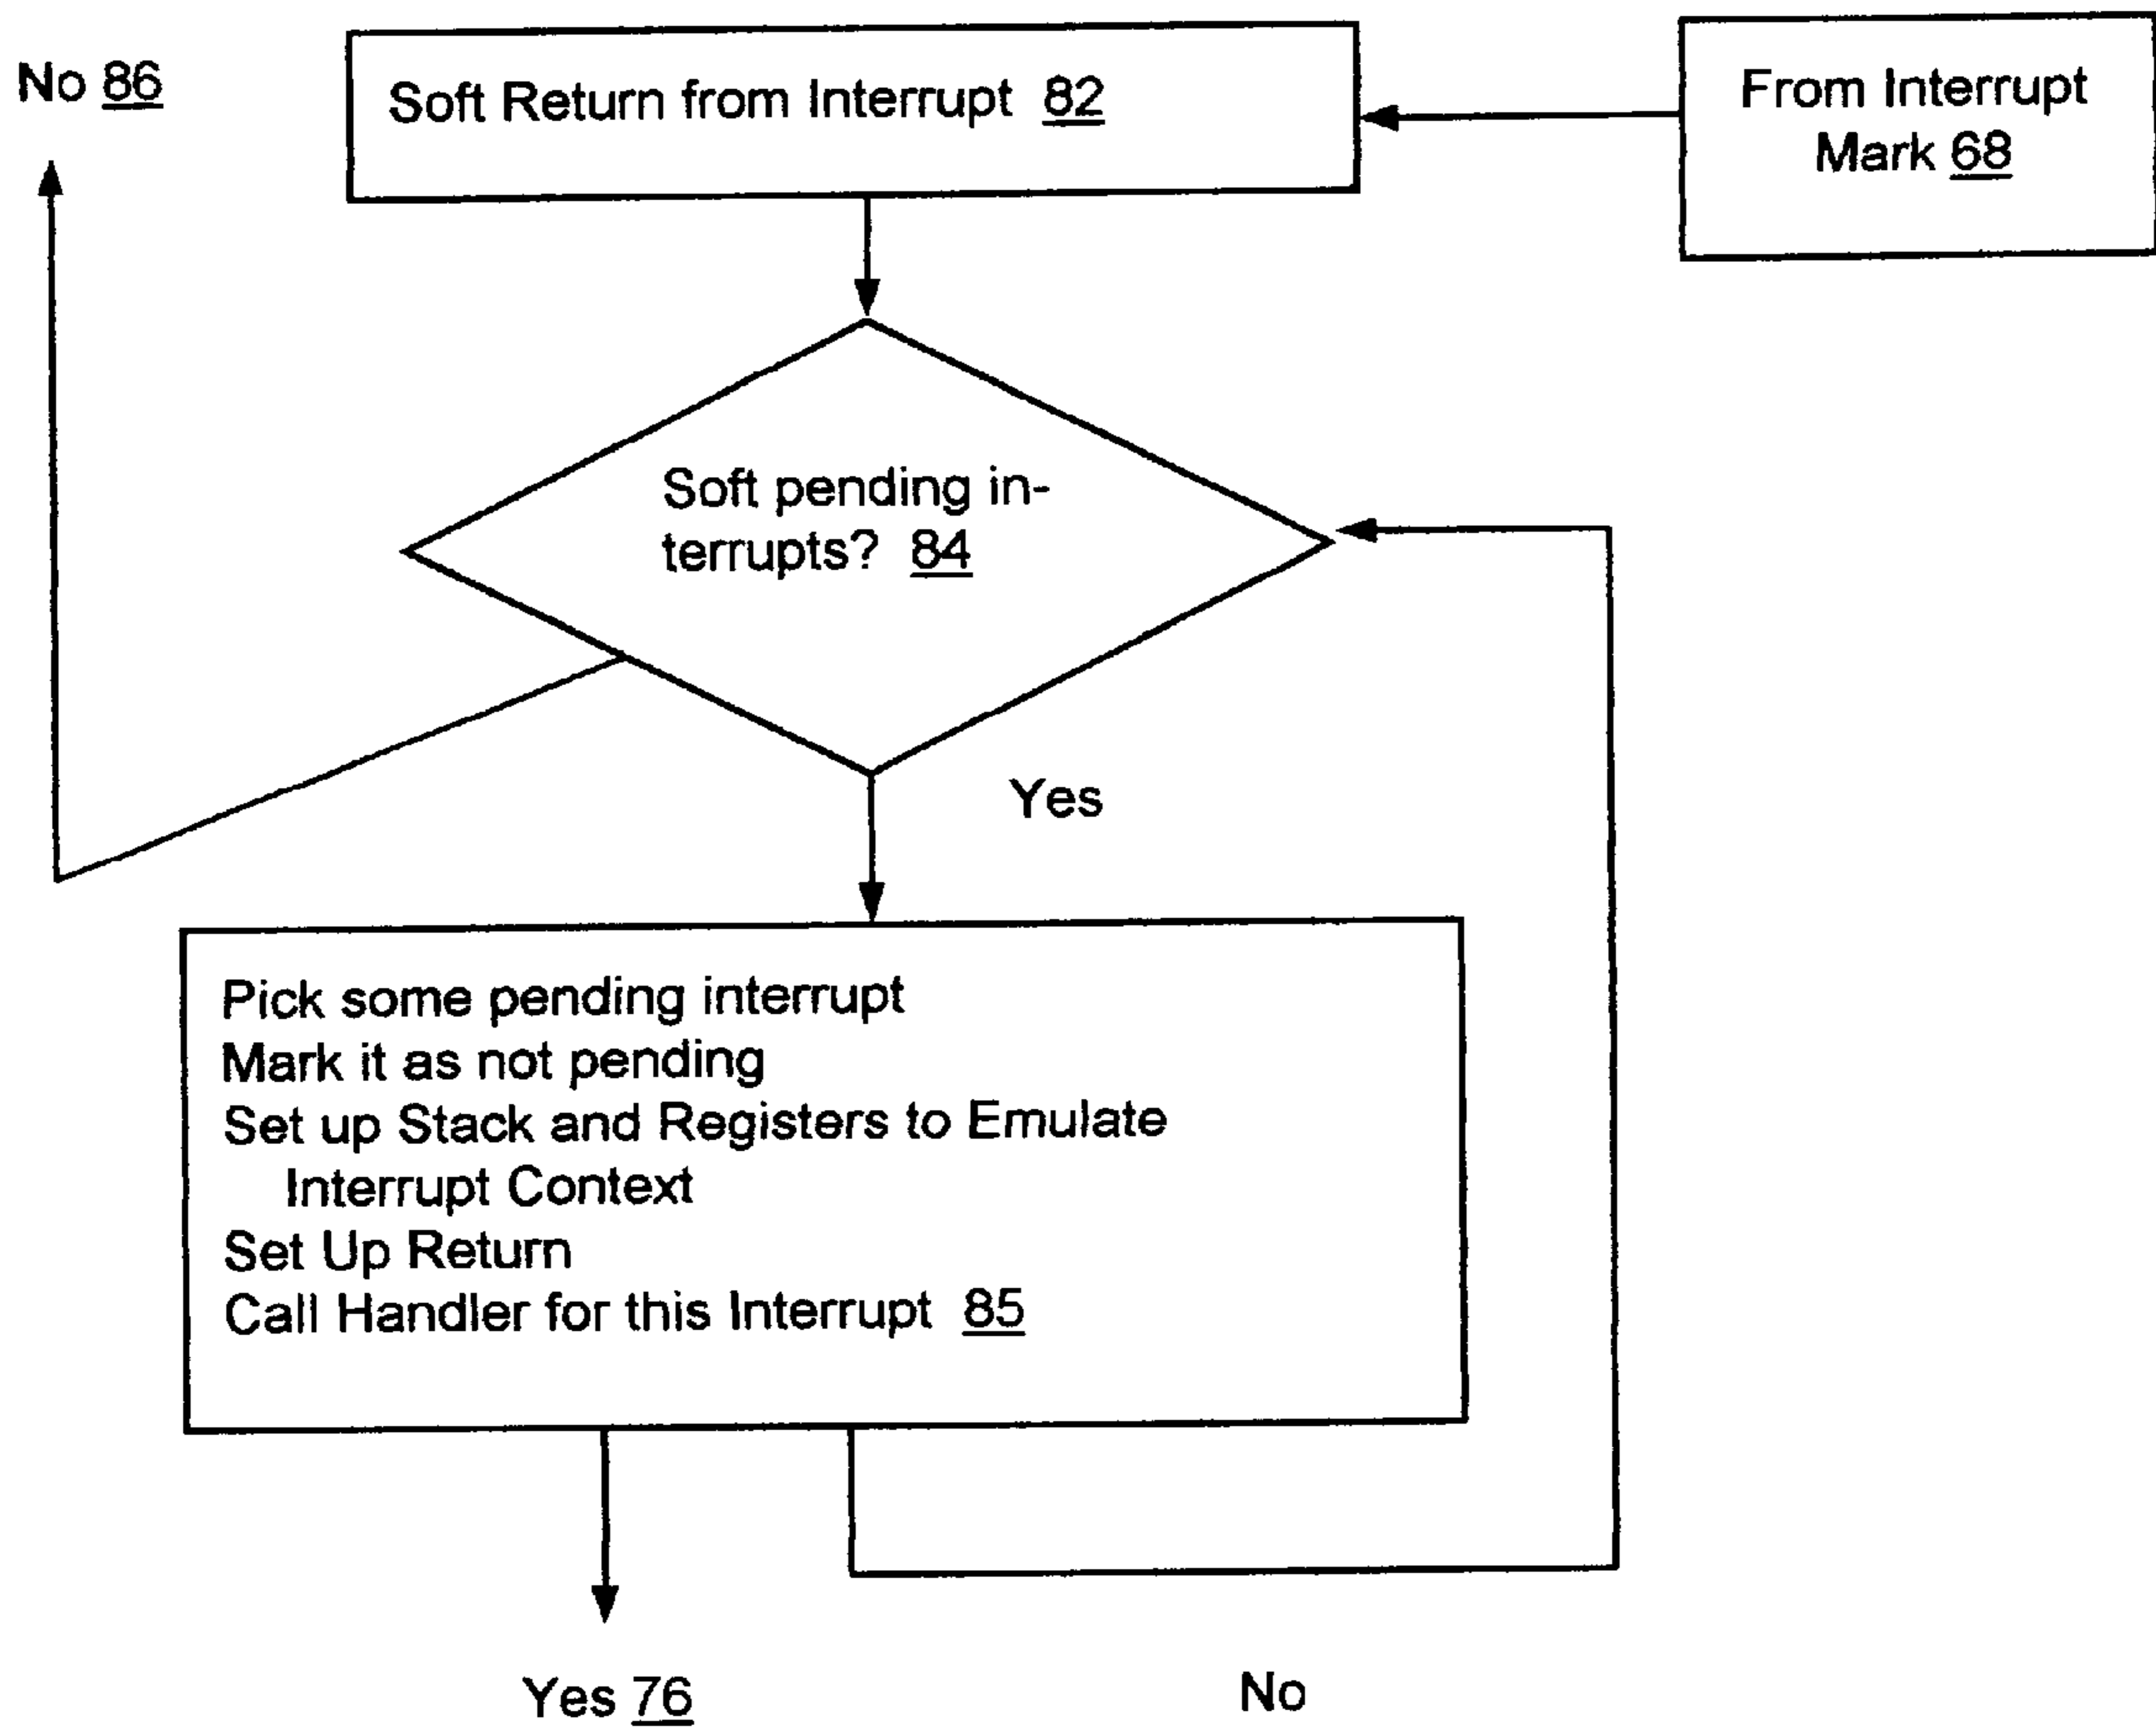 No 86
Soft Return from Interrupt 82
From Interrupt
Mark 68
Soft pending in-
terrupts? 84
Yes
Pick some pending interrupt
Mark it as not pending
Set up Stack and Registers to Emulate
Interrupt Context
Set Up Return
Call Handler for this Interrupt 85
Yes 76
No